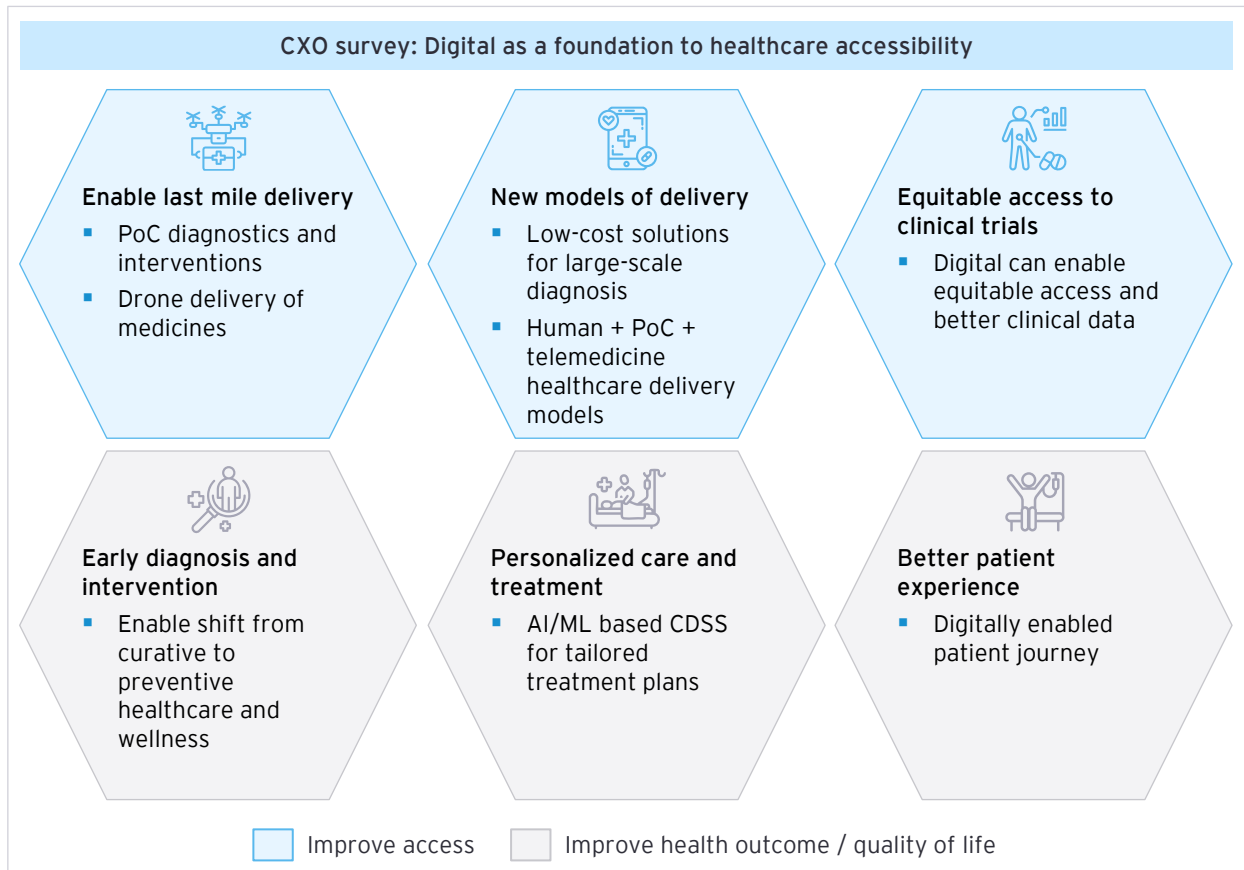 CXO survey: Digital as a foundation to healthcare accessibility
Enable last mile delivery
▪ PoC diagnostics and
interventions
▪ Drone delivery of
medicines
New models of delivery
▪ Low-cost solutions
for large-scale
diagnosis
▪ Human + PoC +
telemedicine
healthcare delivery
models
Equitable access to
clinical trials
▪ Digital can enable
equitable access and
better clinical data
Early diagnosis and
intervention
▪ Enable shift from
curative to
preventive
healthcare and
wellness
Personalized care and
treatment
▪ AI/ML based CDSS
for tailored
treatment plans
Better patient
experience
▪ Digitally enabled
patient journey
Improve access
Improve health outcome / quality of life